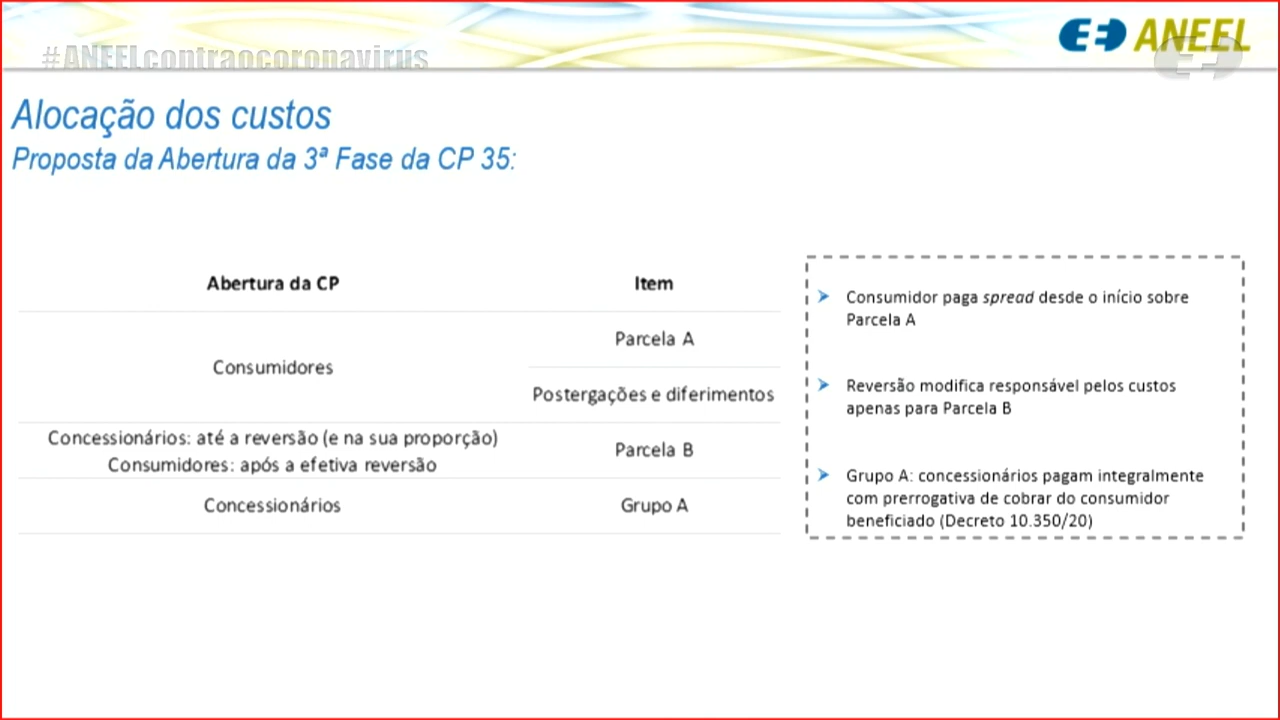 #ANEELcontraocoronavirus
ANEEL
Alocação dos custos
Proposta da Abertura da 3ª Fase da CP 35:
Abertura da CP
Item
Consumidores
Parcela A
Postergações e diferimentos
Concessionários: até a reversão (e na sua proporção)
Consumidores: após a efetiva reversão
Parcela B
Concessionários
Grupo A
Consumidor paga spread desde o início sobre
Parcela A
Reversão modifica responsável pelos custos
apenas para Parcela B
Grupo A: concessionários pagam integralmente
com prerrogativa de cobrar do consumidor
beneficiado (Decreto 10.350/20)